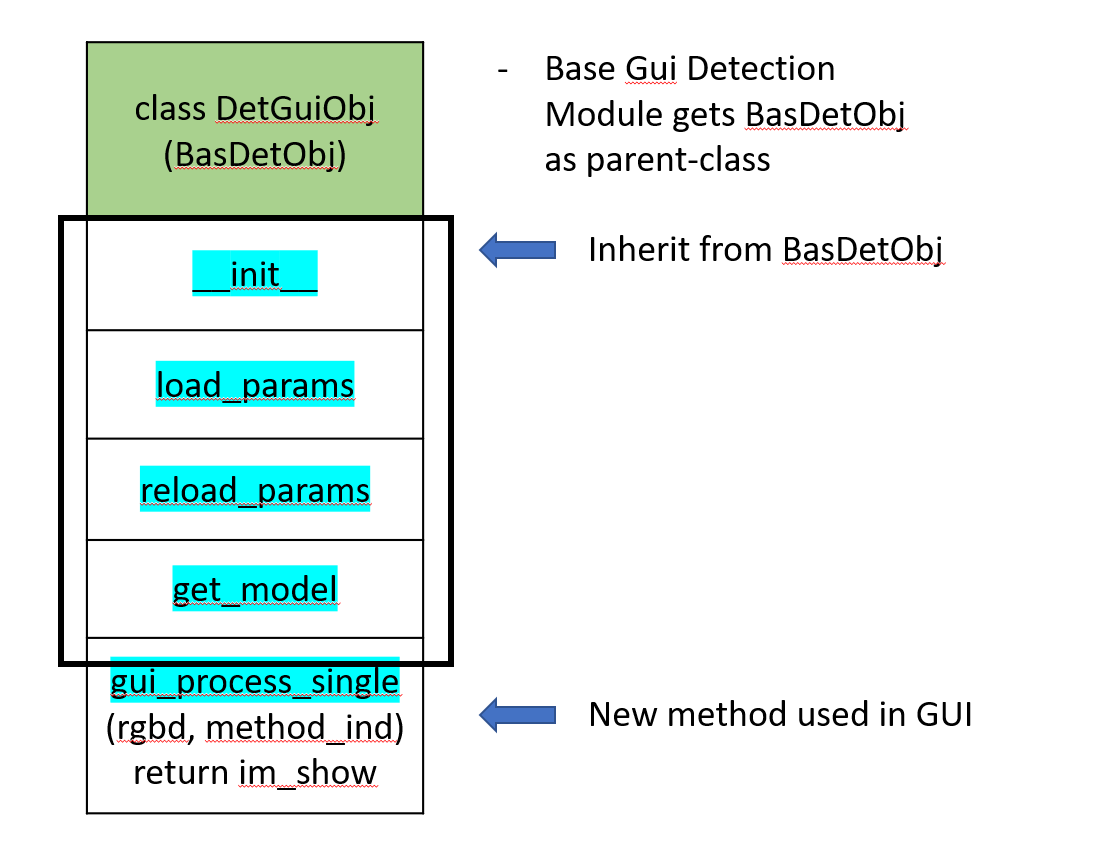 class DetGuiObj
(BasDetObj)
- Base Gui Detection
Module gets BasDetObj
as parent-class
__init__
Inherit from BasDetObj
load_params
reload_params
get_model
gui_process_single
(rgbd, method_ind)
return im_show
New method used in GUI